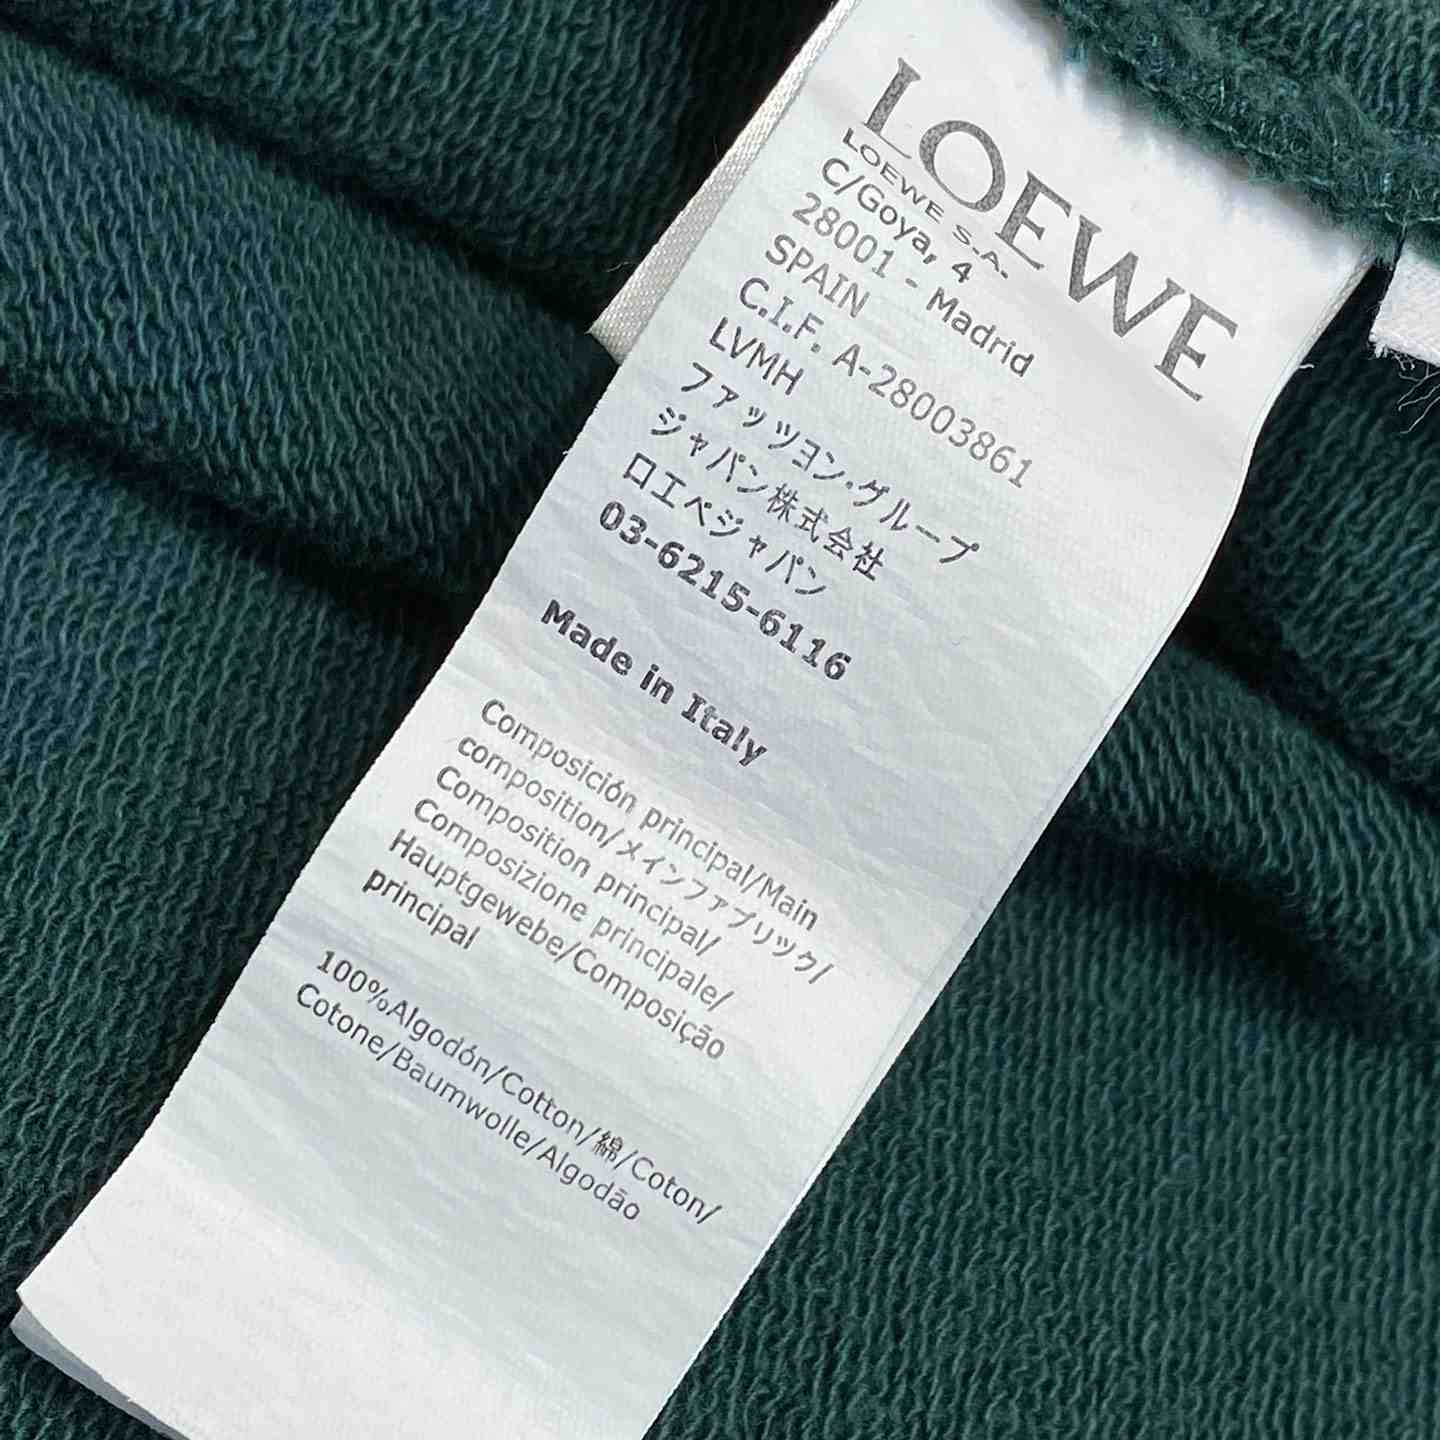 LOEWE
LOEWE S.A.
C/Goya, 4
28001 - Madrid
SPAIN
C.I.F. A-28003861
LVMH
ファッツヨン・グループ
ジャパン株式会社
ロエベジャパン
03-6215-6116
Made in Italy
Composición principal/Main
composition/メインファブリック/
Composition principal/
Composizione principale/
Hauptgewebe/Composição
principal
100%Algodón/Cotton/綿/Coton/
Cotone/Baumwolle/Algodão